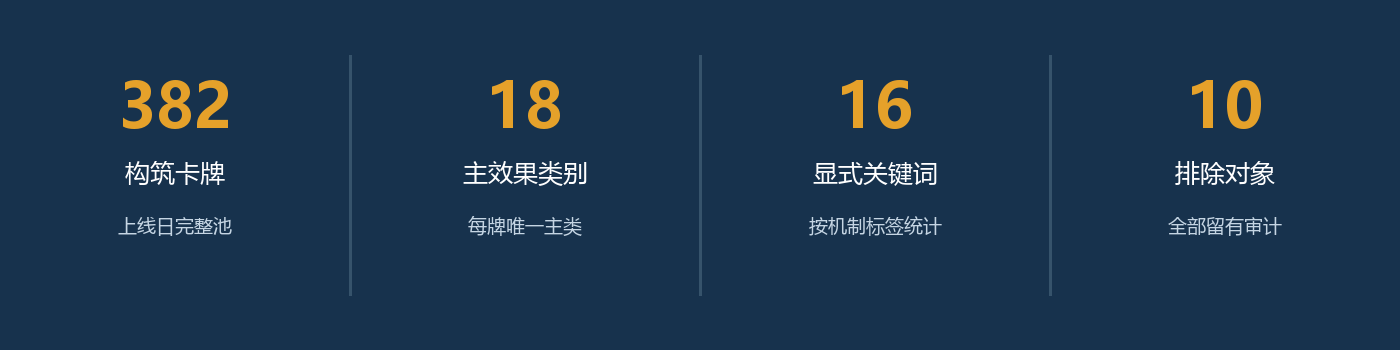 382
构筑卡牌
上线日完整池
18
主效果类别
每牌唯一主类
16
显式关键词
按机制标签统计
10
排除对象
全部留有审计